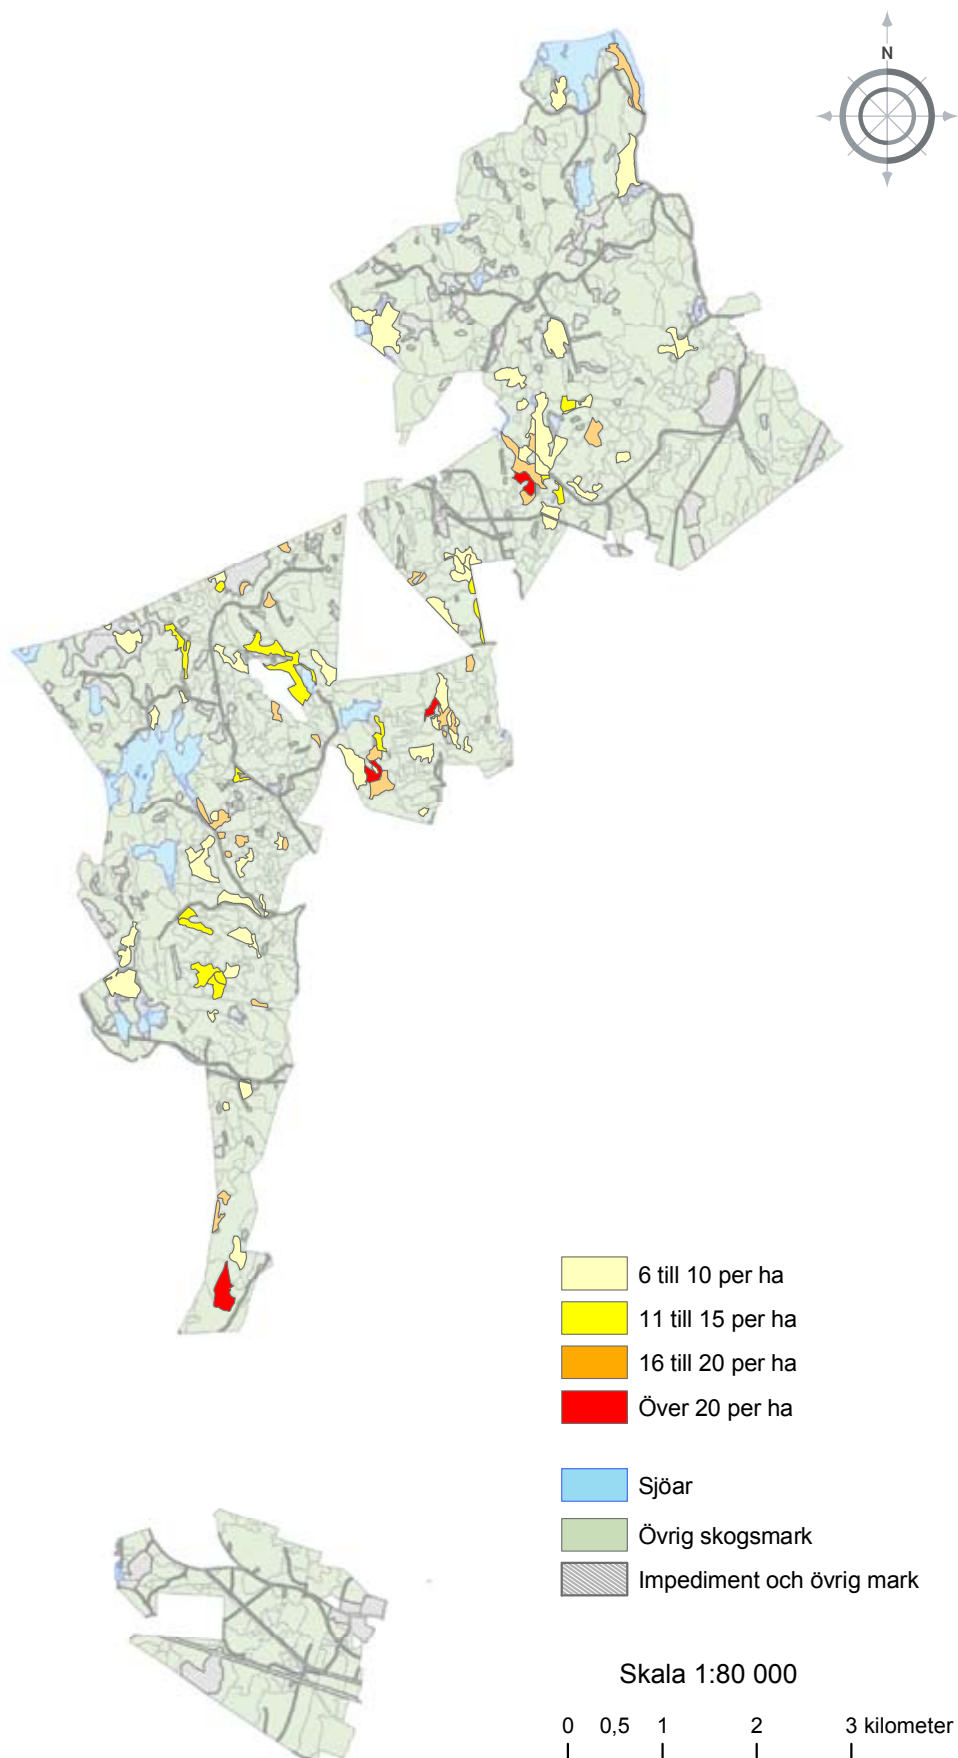 N
6 till 10 per ha
11 till 15 per ha
16 till 20 per ha
Över 20 per ha
Sjöar
Övrig skogsmark
Impediment och övrig mark
Skala 1:80 000
0 0,5 1 2 3 kilometer